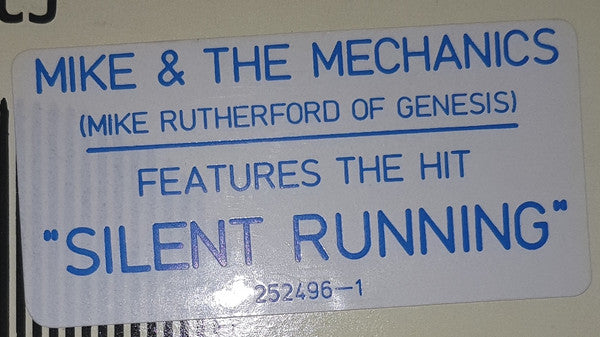 MIKE & THE MECHANICS
(MIKE RUTHERFORD OF GENESIS)
FEATURES THE HIT
"SILENT RUNNING"
252496-1